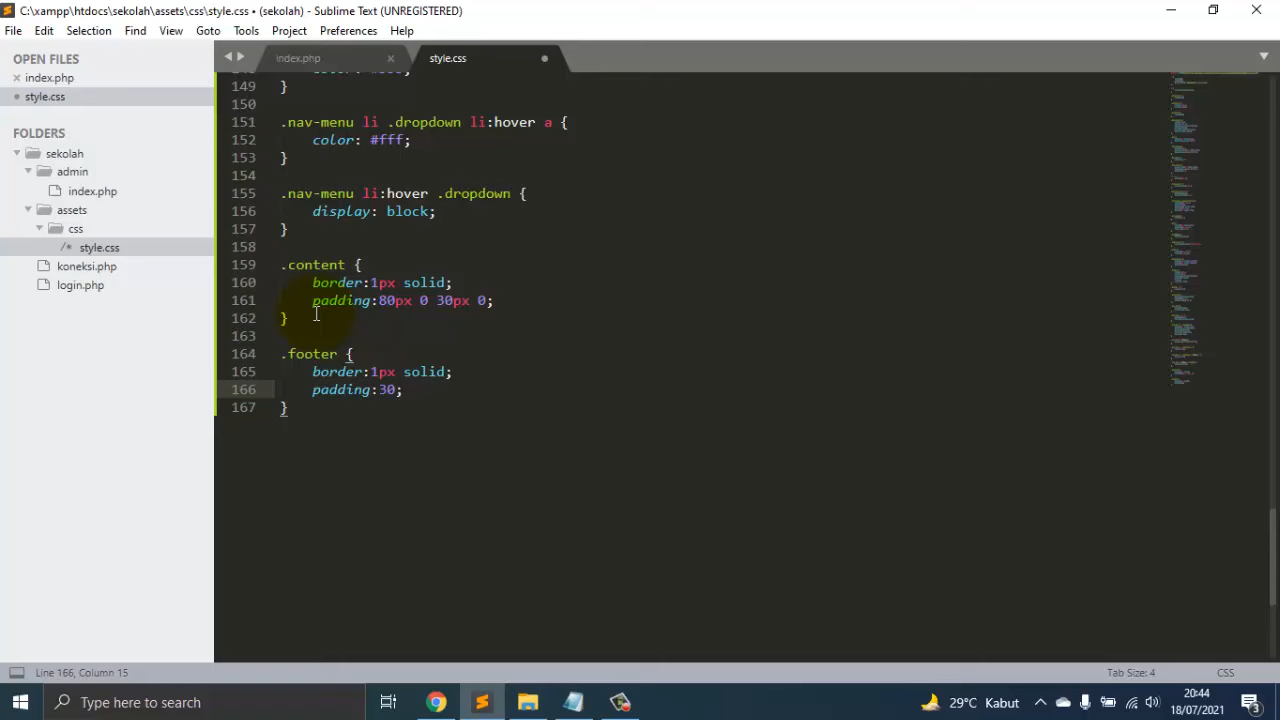 C:\xampp\htdocs\sekolah\assets\css\style.css • (sekolah) - Sublime Text (UNREGISTERED)
File Edit Selection Find View Goto Tools Project Preferences Help
OPEN FILES
index.php
style.css
FOLDERS
sekolah
admin
index.php
assets
css
/* style.css
koneksi.php
login.php
index.php
style.css
149 }
150
151 .nav-menu li .dropdown li:hover a {
152 color: #fff;
153 }
154
155 .nav-menu li:hover .dropdown {
156 display: block;
157 }
158
159 .content {
160 border:1px solid;
161 padding:80px 0 30px 0;
162 }
163
164 .footer {
165 border:1px solid;
166 padding:30;
167 }
Line 166, Column 15
Tab Size: 4
CSS
Type here to search
29°C Kabut
20:44
18/07/2021
3